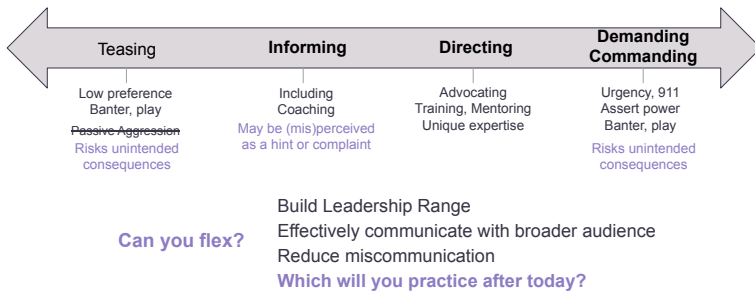 Teasing
Informing
Directing
Demanding
Commanding
Low preference
Banter, play
Passive Aggression
Risks unintended
consequences
Including
Coaching
May be (mis)perceived
as a hint or complaint
Advocating
Training, Mentoring
Unique expertise
Urgency, 911
Assert power
Banter, play
Risks unintended
consequences
Can you flex?
Build Leadership Range
Effectively communicate with broader audience
Reduce miscommunication
Which will you practice after today?